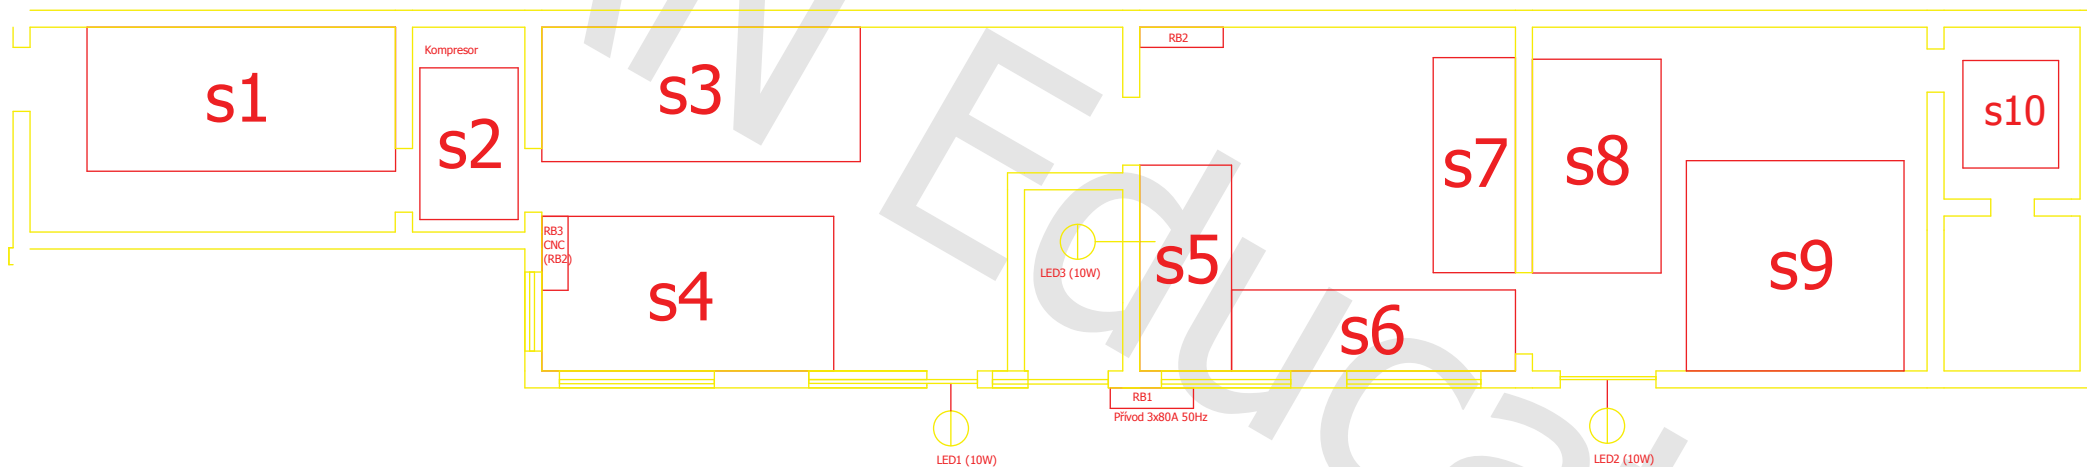 s1
Kompresor
s2
s3
RB3
CNC
(RB2)
s4
LED3 (10W)
LED1 (10W)
RB2
s5
s6
s7
RB1
Přívod 3x80A 50Hz
s8
s9
LED2 (10W)
s10